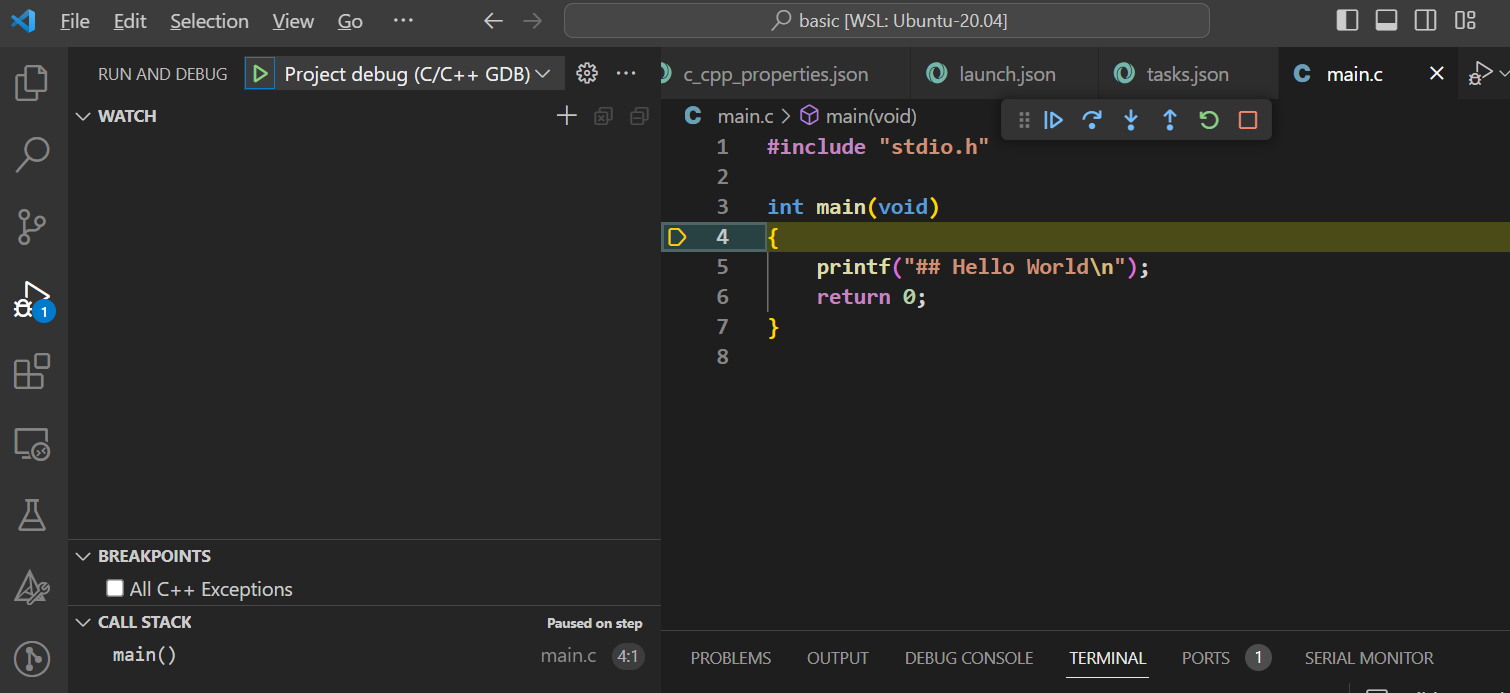 File Edit Selection View Go ··· basic [WSL: Ubuntu-20.04]
RUN AND DEBUG Project debug (C/C++ GDB) ···
WATCH
1
BREAKPOINTS
All C++ Exceptions
CALL STACK Paused on step
main() main.c 4:1
c_cpp_properties.json launch.json tasks.json C main.c
C main.c > main(void)
1 #include "stdio.h"
2
3 int main(void)
4 {
5 printf("## Hello World\n");
6 return 0;
7 }
8
PROBLEMS OUTPUT DEBUG CONSOLE TERMINAL PORTS 1 SERIAL MONITOR